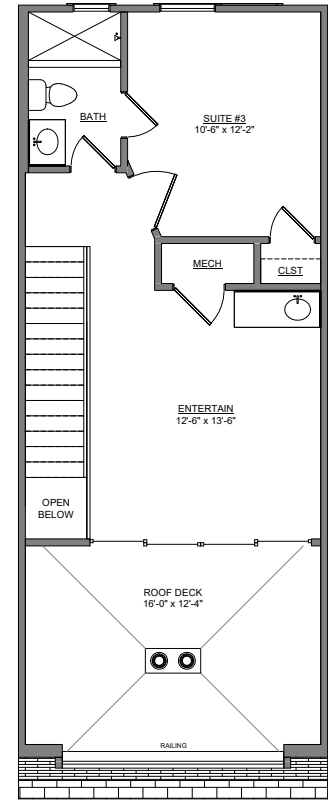 BATH
SUITE #3
10'-6" x 12'-2"
MECH
CLST
ENTERTAIN
12'-6" x 13'-6"
OPEN
BELOW
ROOF DECK
16'-0" x 12'-4"
RAILING